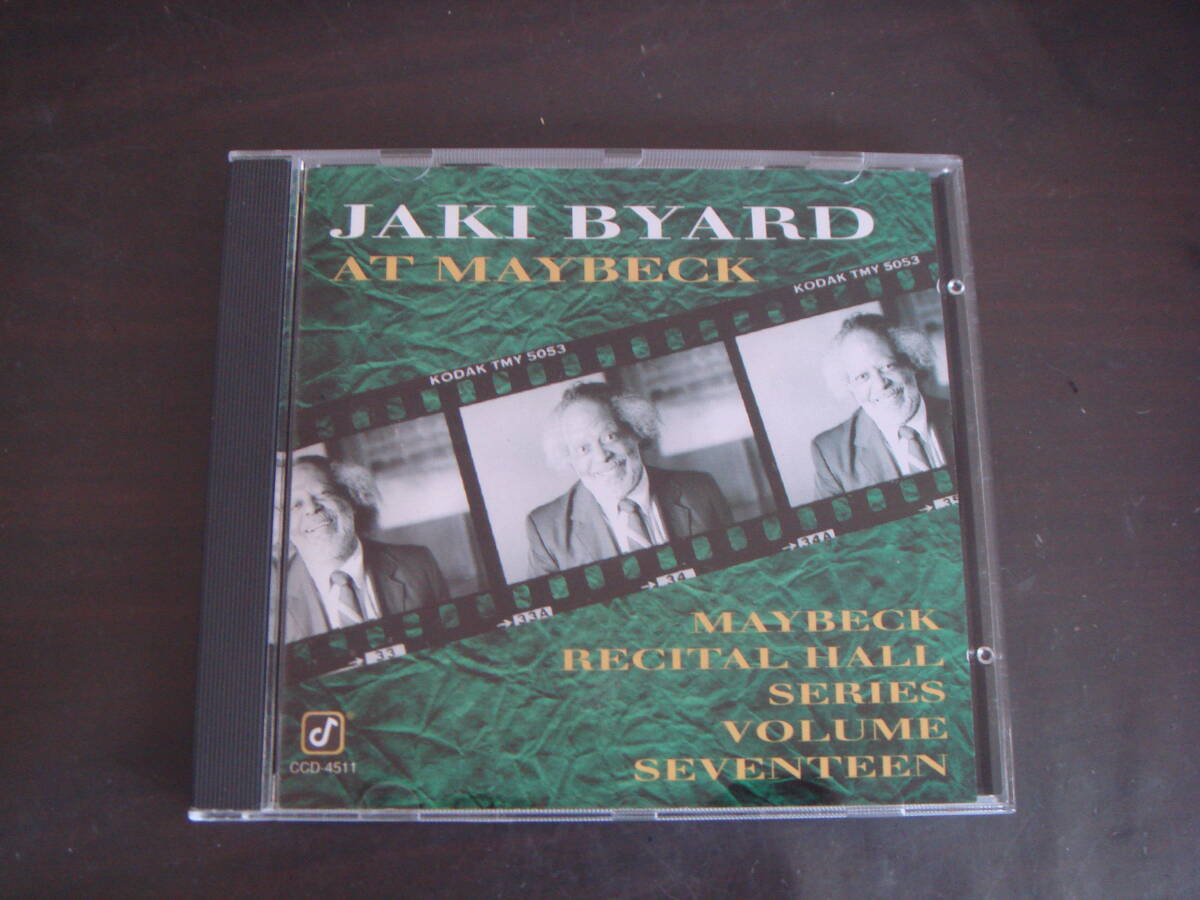 JAKI BYARD
AT MAYBECK
KODAK TMY 5053
KODAK TMY 5053
33
33A
34
34A
35
MAYBECK
RECITAL HALL
SERIES
VOLUME
SEVENTEEN
®
CCD-4511